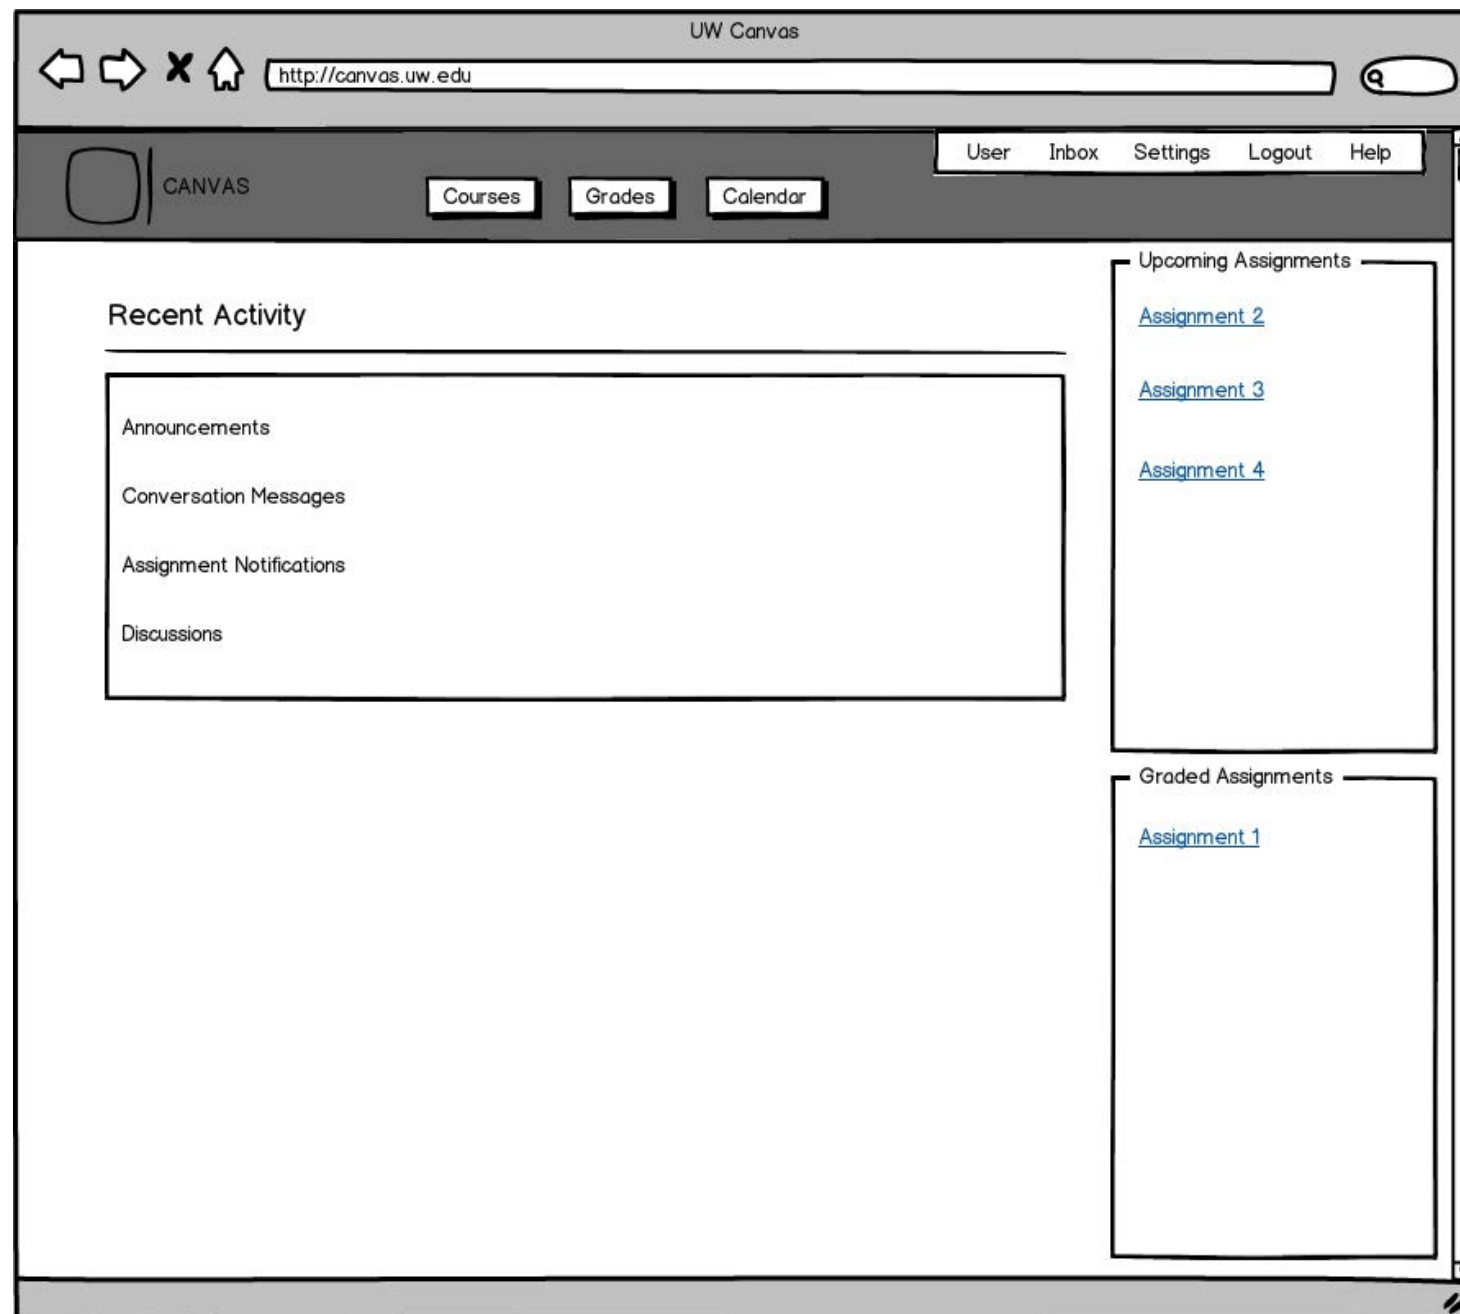 UW Canvas
http://canvas.uw.edu
User Inbox Settings Logout Help
CANVAS
Courses Grades Calendar
Recent Activity
Announcements
Conversation Messages
Assignment Notifications
Discussions
Upcoming Assignments
Assignment 2
Assignment 3
Assignment 4
Graded Assignments
Assignment 1